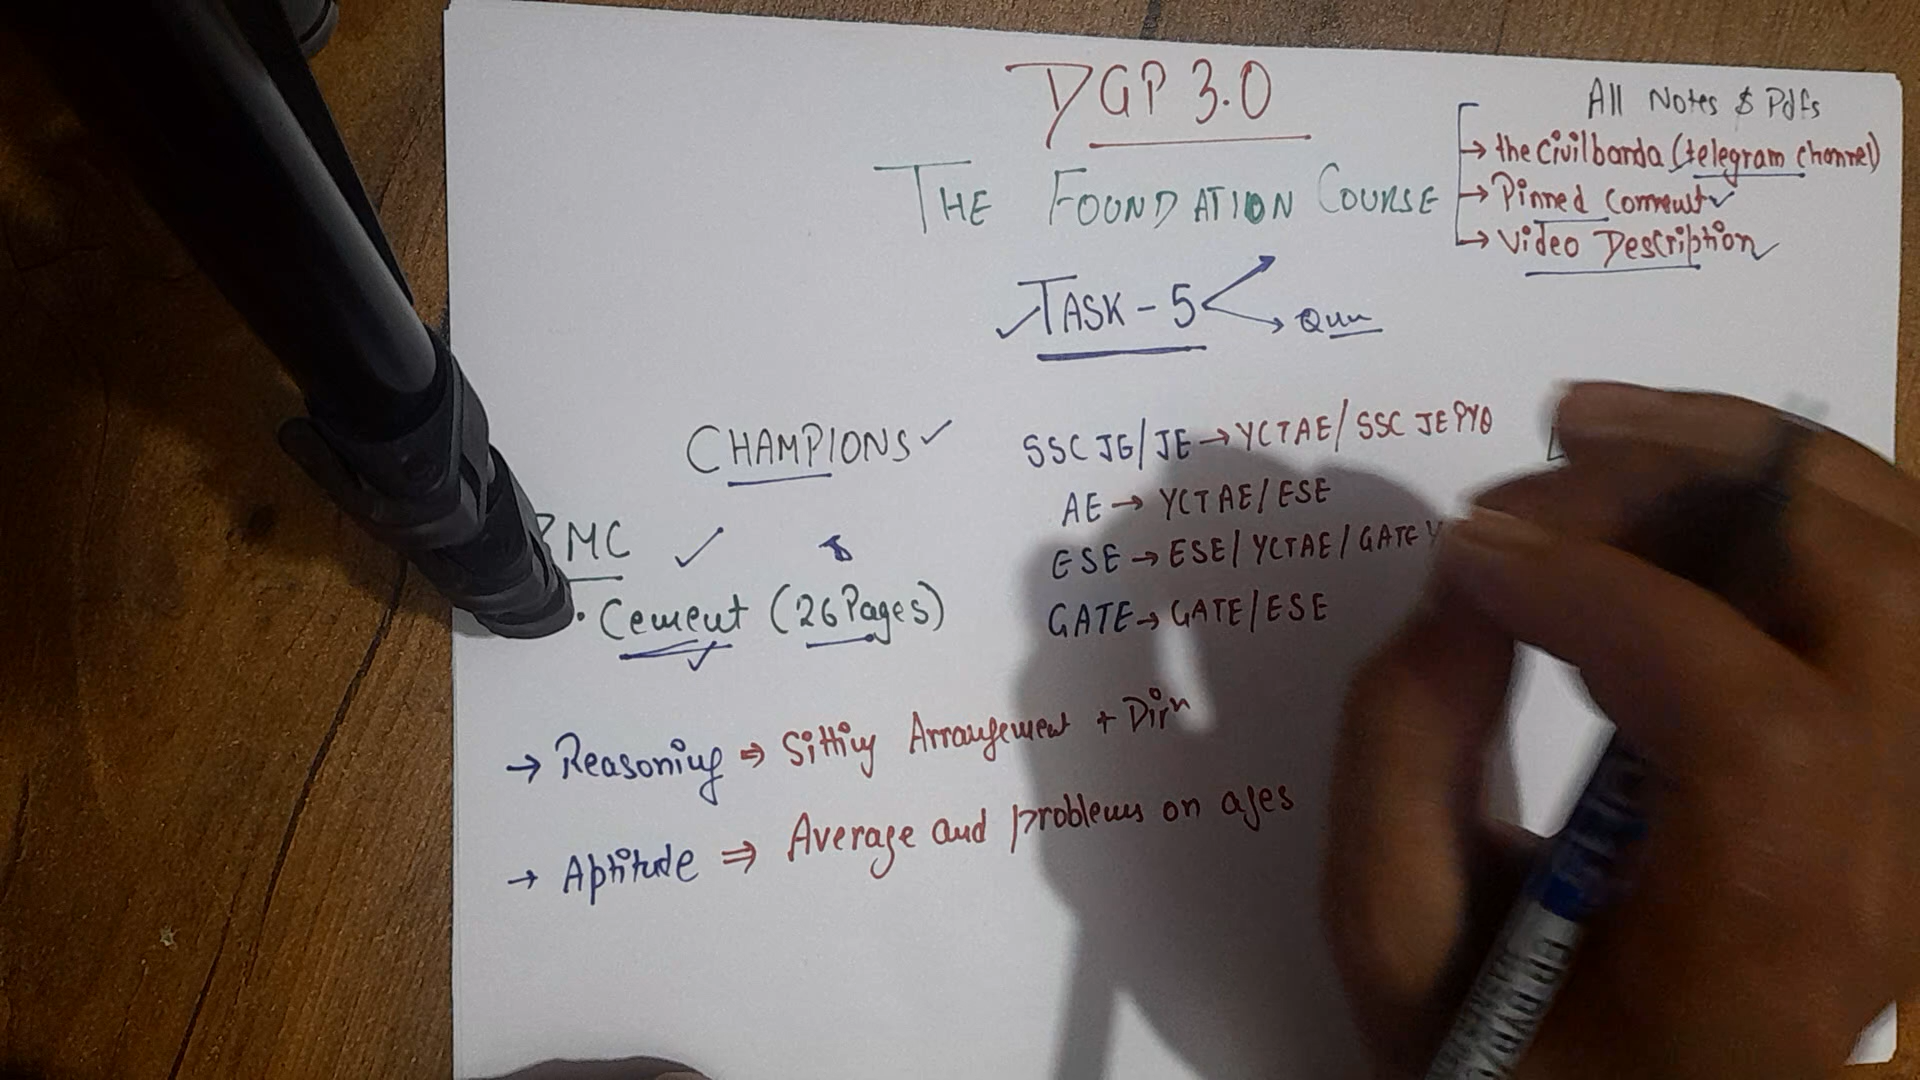 DGP 3.0
THE FOUNDATION COURSE
All Notes & Pdfs
→ the civilbanda (telegram channel)
→ Pinned Comment
→ Video Description
TASK - 5
CHAMPIONS
SSC JE/JE → YCTAE/SSC JE PYQ
AE → YCT AE/ESE
ESE → ESE/YCTAE/GATE
GATE → GATE/ESE
MC
• Cement (26 Pages)
→ Reasoning ⇒ Sitting Arrangement + Dirn
→ Aptitude ⇒ Average and problems on ages